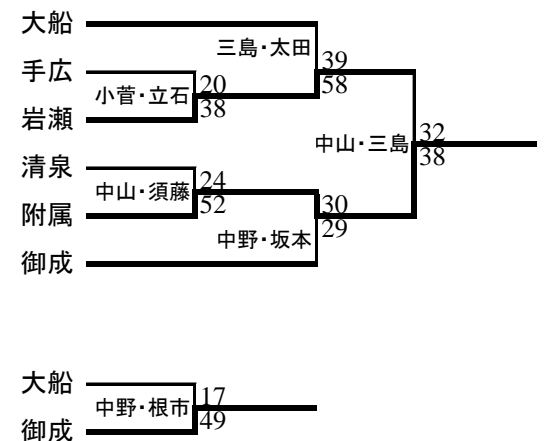 大船
三島・太田
39
58
手広
小菅・立石
20
38
岩瀬
中山・三島
32
38
清泉
中山・須藤
24
52
附属
30
29
中野・坂本
御成
大船
中野・根市
17
49
御成